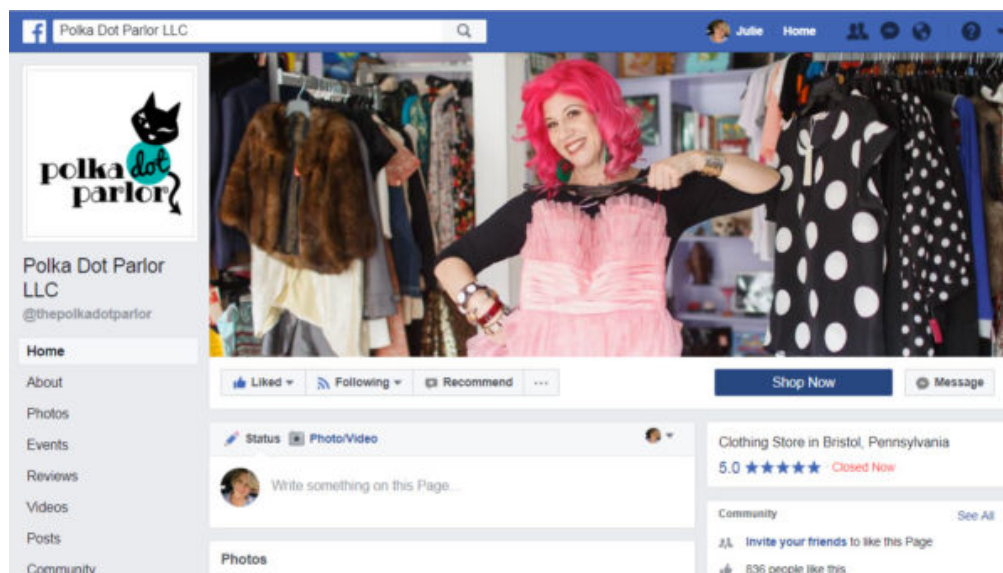 Polka Dot Parlor LLC
Julie Home
polka dot
parlor
Polka Dot Parlor
LLC
@thepolkadotparlor
Home
About
Photos
Events
Reviews
Videos
Posts
Community
Liked Following Recommend ...
Shop Now Message
Status Photo/Video
Write something on this Page...
Photos
Clothing Store in Bristol, Pennsylvania
5.0 ★★★★★ · Closed Now
Community See All
Invite your friends to like this Page
836 people like this